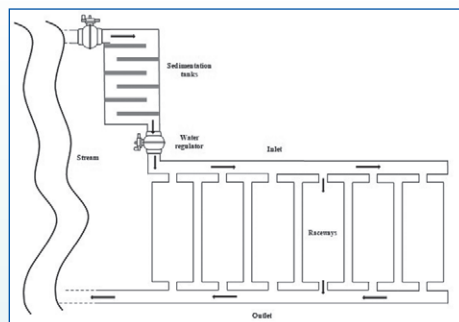 Sedimentation
tanks
Water
regulator
Stream
Inlet
Raceways
Outlet